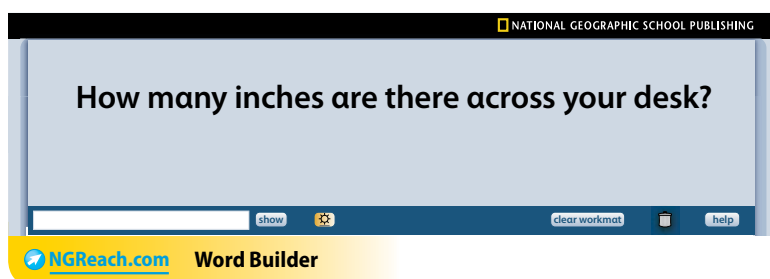 NATIONAL GEOGRAPHIC SCHOOL PUBLISHING
How many inches are there across your desk?
show clear workmat help
NGReach.com Word Builder